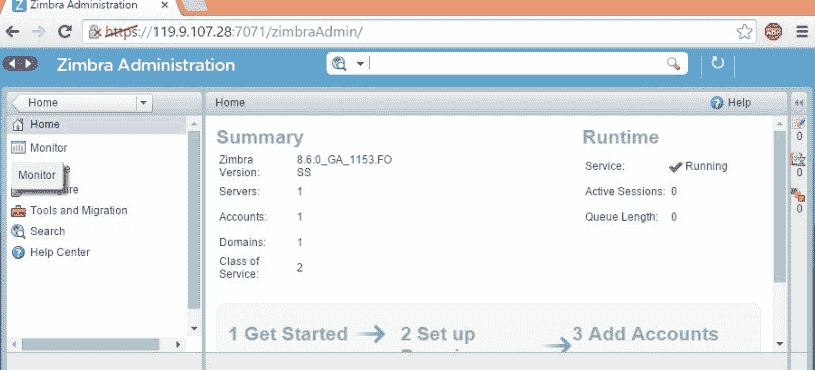 Zimbra Administration
https://119.9.107.28:7071/zimbraAdmin/
ABP
Zimbra Administration
Home
Home
Help
Home
Monitor
Monitor
Tools and Migration
Search
Help Center
Summary
Zimbra Version: 8.6.0_GA_1153.FO
SS
Servers: 1
Accounts: 1
Domains: 1
Class of Service: 2
Runtime
Service: Running
Active Sessions: 0
Queue Length: 0
0
0
0
1 Get Started
2 Set up
3 Add Accounts